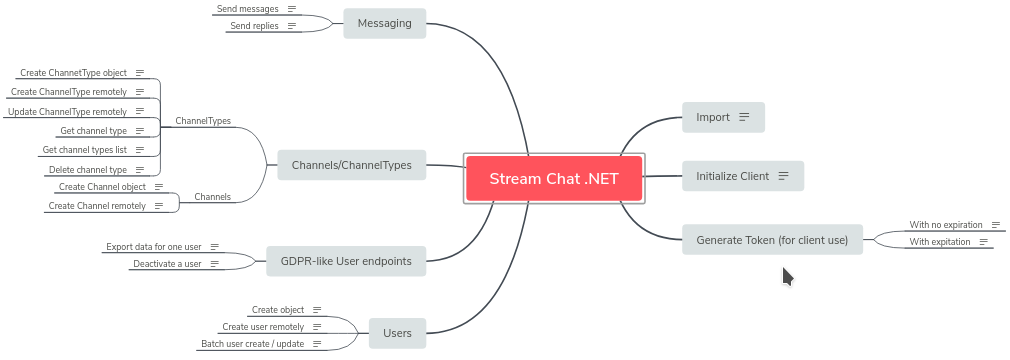 Send messages
Send replies
Messaging
Create ChannetType object
Create ChannelType remotely
Update ChannelType remotely
Get channel type
Get channel types list
Delete channel type
ChannelTypes
Create Channel object
Create Channel remotely
Channels
Channels/ChannelTypes
Export data for one user
Deactivate a user
GDPR-like User endpoints
Create object
Create user remotely
Batch user create / update
Users
Stream Chat .NET
Import
Initialize Client
Generate Token (for client use)
With no expiration
With expitation